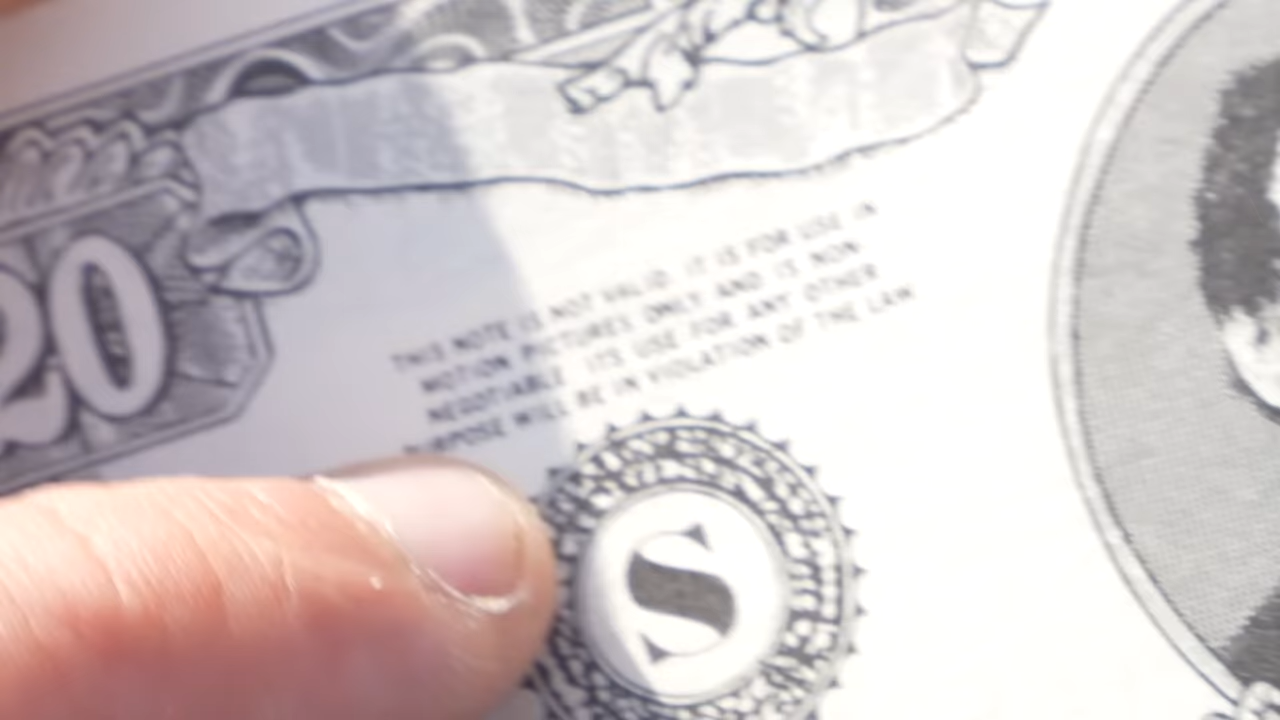 20
THIS NOTE IS NOT VALID. IT IS FOR USE IN
MOTION PICTURES ONLY AND IS NON-
NEGOTIABLE. ITS USE FOR ANY OTHER
PURPOSE WILL BE IN VIOLATION OF THE LAW
S